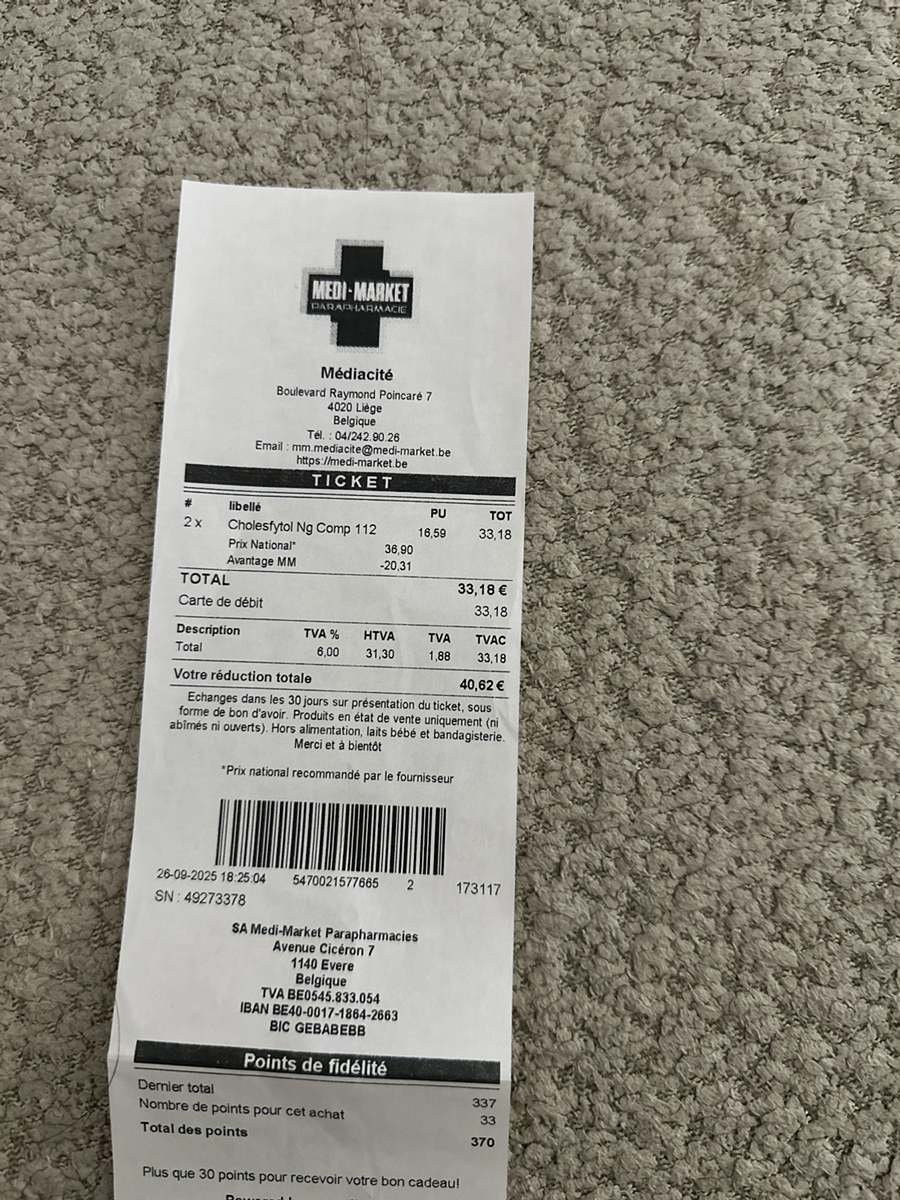 MEDI-MARKET
PARAPHARMACIE
Médiacité
Boulevard Raymond Poincaré 7
4020 Liège
Belgique
Tél. : 04/242.90.26
Email : mm.mediacite@medi-market.be
https://medi-market.be
TICKET
# libellé PU TOT
2 x Cholesfytol Ng Comp 112 16,59 33,18
Prix National* 36,90
Avantage MM -20,31
TOTAL 33,18 €
Carte de débit 33,18
Description TVA % HTVA TVA TVAC
Total 6,00 31,30 1,88 33,18
Votre réduction totale 40,62 €
Echanges dans les 30 jours sur présentation du ticket, sous
forme de bon d'avoir. Produits en état de vente uniquement (ni
abîmés ni ouverts). Hors alimentation, laits bébé et bandagisterie.
Merci et à bientôt
*Prix national recommandé par le fournisseur
26-09-2025 18:25:04 5470021577665 2 173117
SN : 49273378
SA Medi-Market Parapharmacies
Avenue Cicéron 7
1140 Evere
Belgique
TVA BE0545.833.054
IBAN BE40-0017-1864-2663
BIC GEBABEBB
Points de fidélité
Dernier total 337
Nombre de points pour cet achat 33
Total des points 370
Plus que 30 points pour recevoir votre bon cadeau!